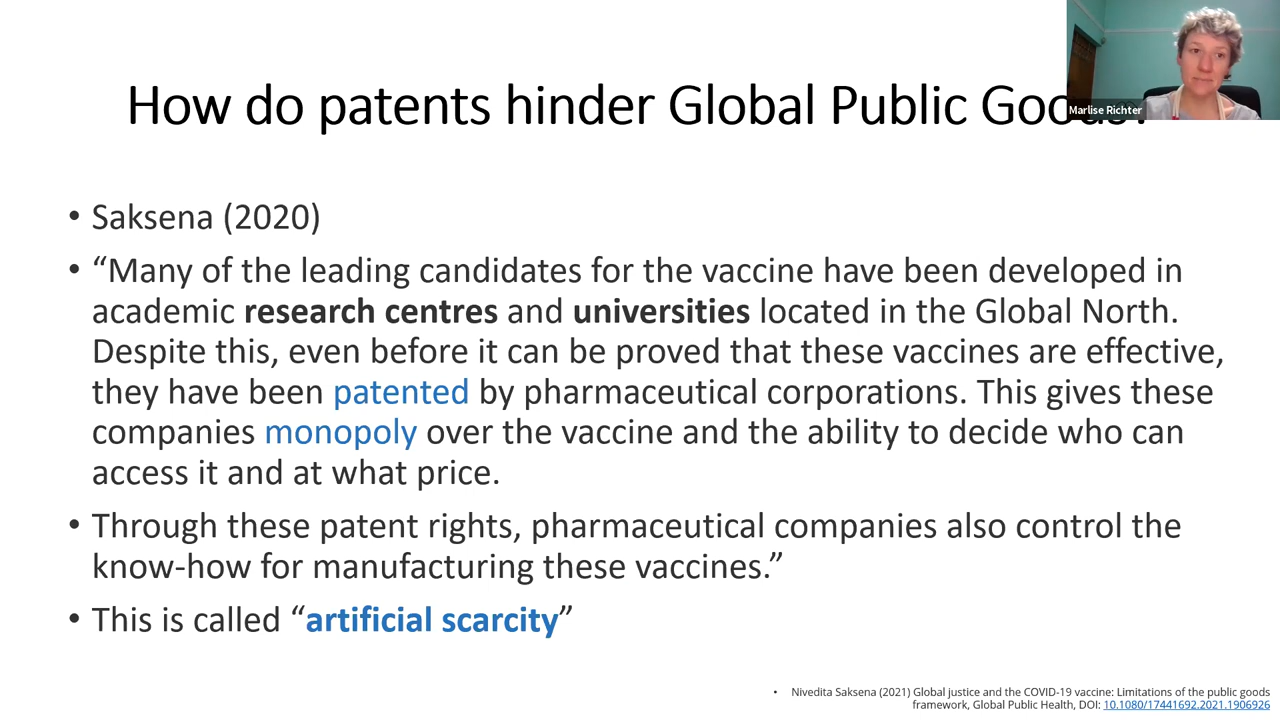 How do patents hinder Global Public Goods?
Marlise Richter
• Saksena (2020)
• “Many of the leading candidates for the vaccine have been developed in
academic research centres and universities located in the Global North.
Despite this, even before it can be proved that these vaccines are effective,
they have been patented by pharmaceutical corporations. This gives these
companies monopoly over the vaccine and the ability to decide who can
access it and at what price.
• Through these patent rights, pharmaceutical companies also control the
know-how for manufacturing these vaccines.”
• This is called “artificial scarcity”
• Nivedita Saksena (2021) Global justice and the COVID-19 vaccine: Limitations of the public goods
framework, Global Public Health, DOI: 10.1080/17441692.2021.1906926